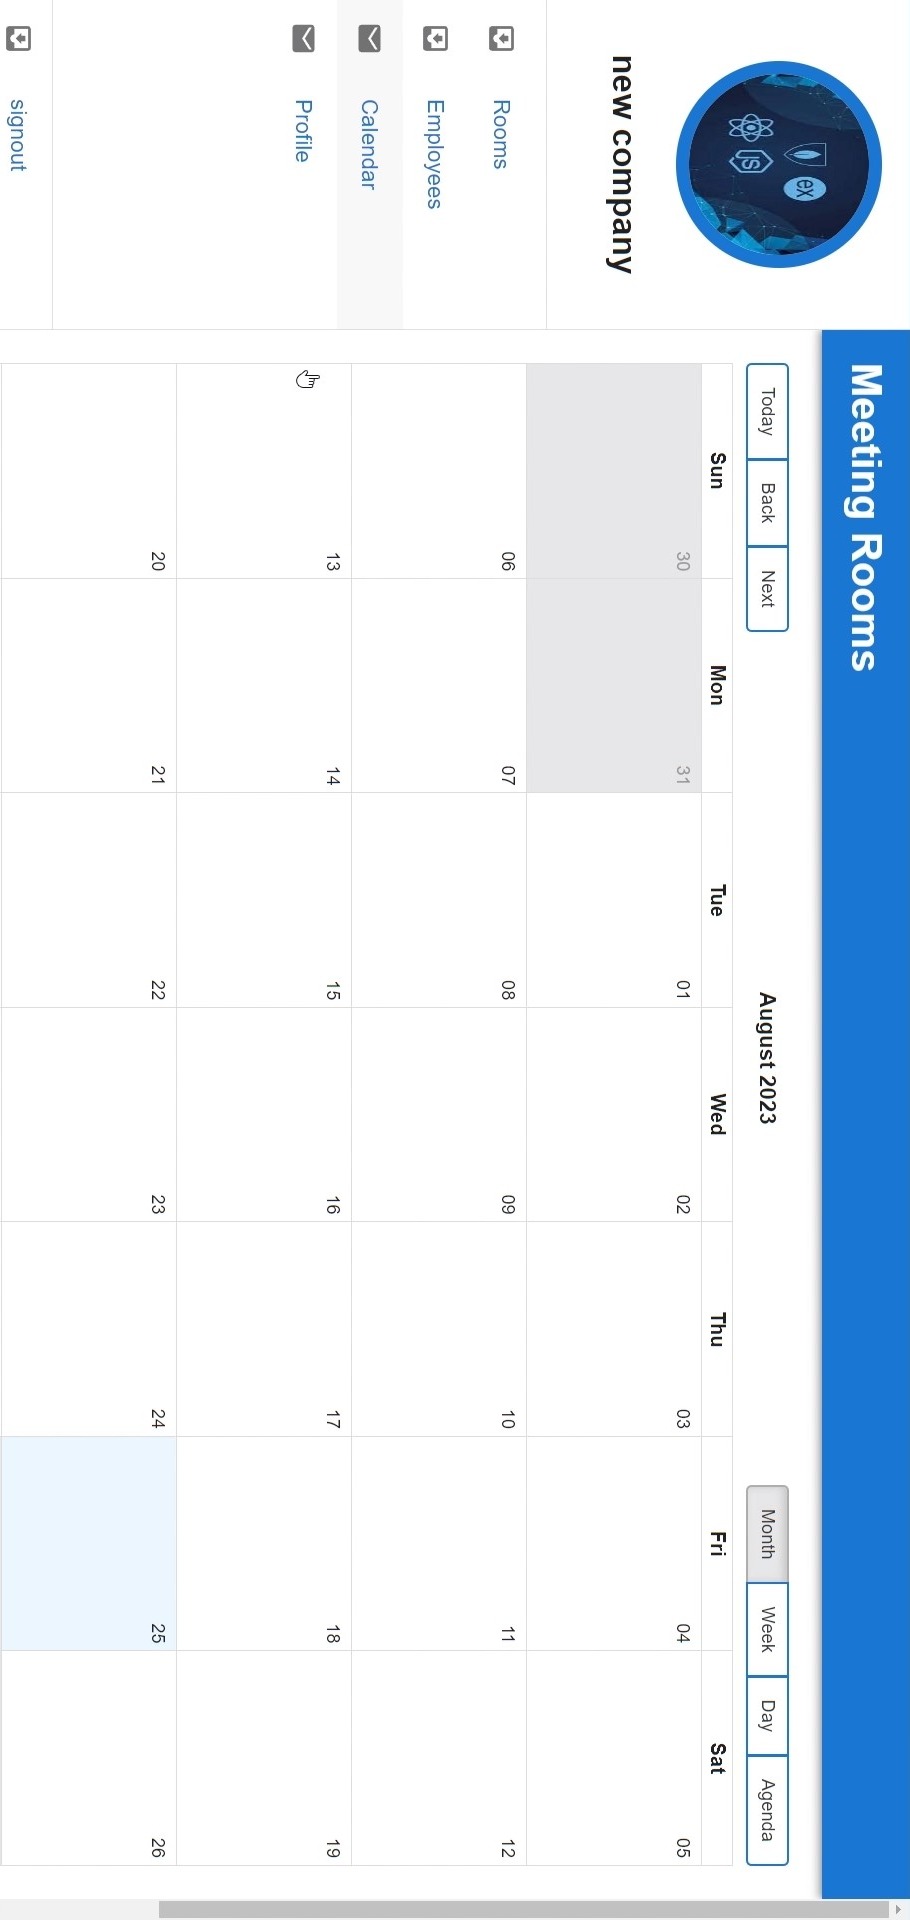 Meeting Rooms
JS
ex
new company
Rooms
Employees
Calendar
Profile
signout
Today Back Next
August 2023
Month Week Day Agenda
Sun Mon Tue Wed Thu Fri Sat
30 31 01 02 03 04 05
06 07 08 09 10 11 12
13 14 15 16 17 18 19
20 21 22 23 24 25 26